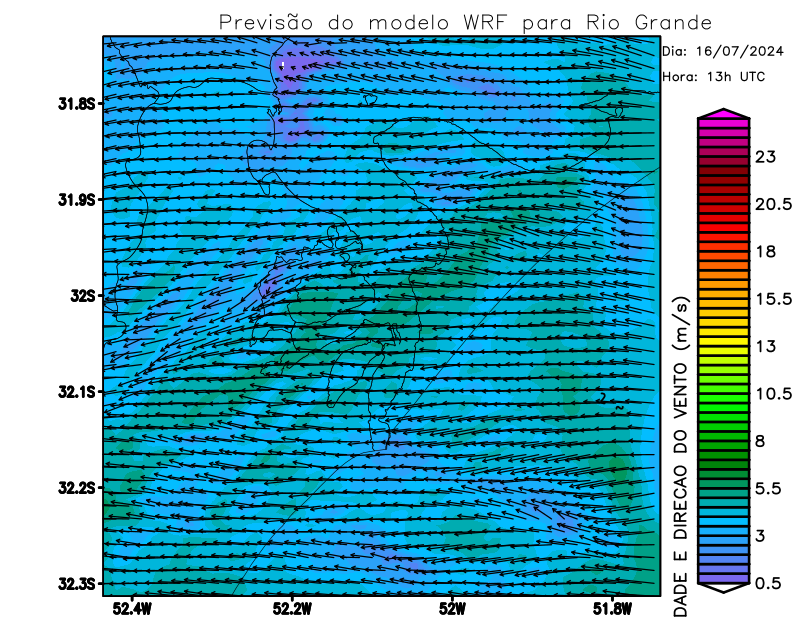 Previsão do modelo WRF para Rio Grande
Dia: 16/07/2024
Hora: 13h UTC
31.8S
31.9S
32S
32.1S
32.2S
32.3S
52.4W
52.2W
52W
51.8W
23
20.5
18
15.5
13
10.5
8
5.5
3
0.5
DADE E DIRECAO DO VENTO (m/s)